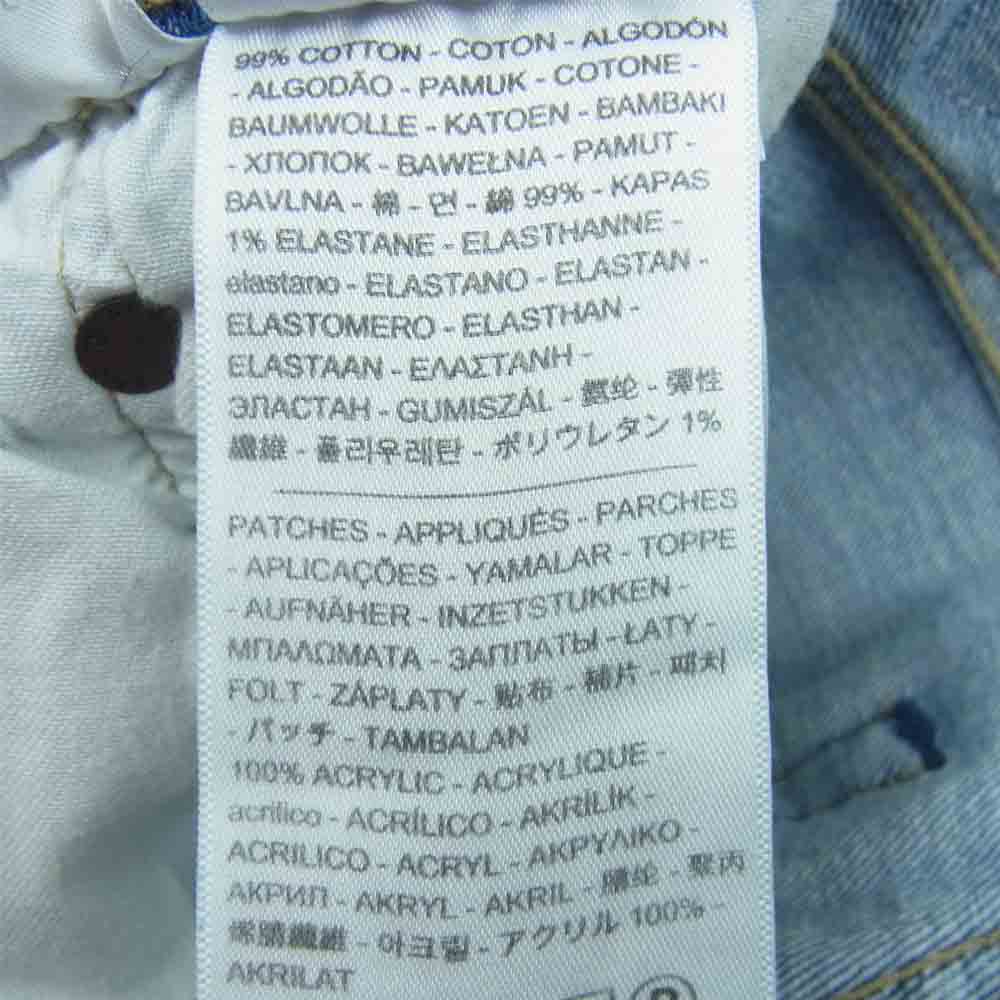 99% COTTON - COTON - ALGODÓN
- ALGODÃO - PAMUK - COTONE -
BAUMWOLLE - KATOEN - BAMBAKI
- ХЛОПОК - BAWEŁNA - PAMUT -
BAVLNA - 棉 - 면 - 綿 99% - KAPAS
1% ELASTANE - ELASTHANNE -
elastano - ELASTANO - ELASTAN -
ELASTOMERO - ELASTHAN -
ELASTAAN - ΕΛΑΣΤΑΝΗ -
ЭЛАСТАН - GUMISZÁL - 氨纶 - 彈性
纖維 - 폴리우레탄 - ポリウレタン 1%
PATCHES - APPLIQUÉS - PARCHES
- APLICAÇÕES - YAMALAR - TOPPE
- AUFNÄHER - INZETSTUKKEN -
ΜΠΑΛΩΜΑΤΑ - ЗАПЛАТЫ - ŁATY -
FOLT - ZÁPLATY - 贴布 - 補片 - 패치
- パッチ - TAMBALAN
100% ACRYLIC - ACRYLIQUE -
acrílico - ACRÍLICO - AKRİLİK -
ACRILICO - ACRYL - ΑΚΡΥΛΙΚΟ -
АКРИЛ - AKRYL - AKRIL - 腈纶 - 聚丙
烯腈纖維 - 아크릴 - アクリル 100% -
AKRILAT